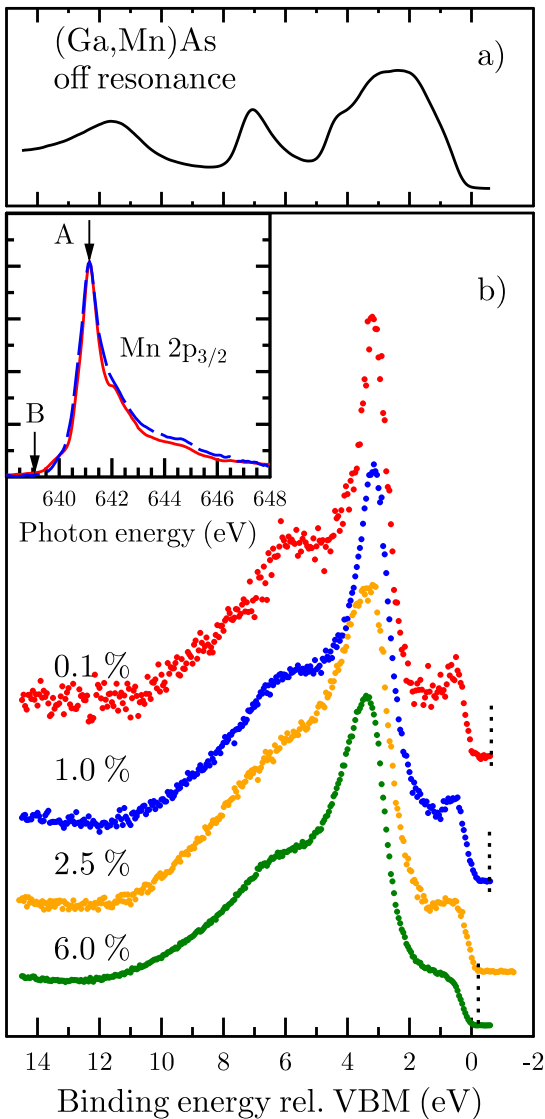 (Ga,Mn)As
off resonance
a)
b)
A
Mn 2p3/2
B
640 642 644 646 648
Photon energy (eV)
0.1 %
1.0 %
2.5 %
6.0 %
14 12 10 8 6 4 2 0 -2
Binding energy rel. VBM (eV)